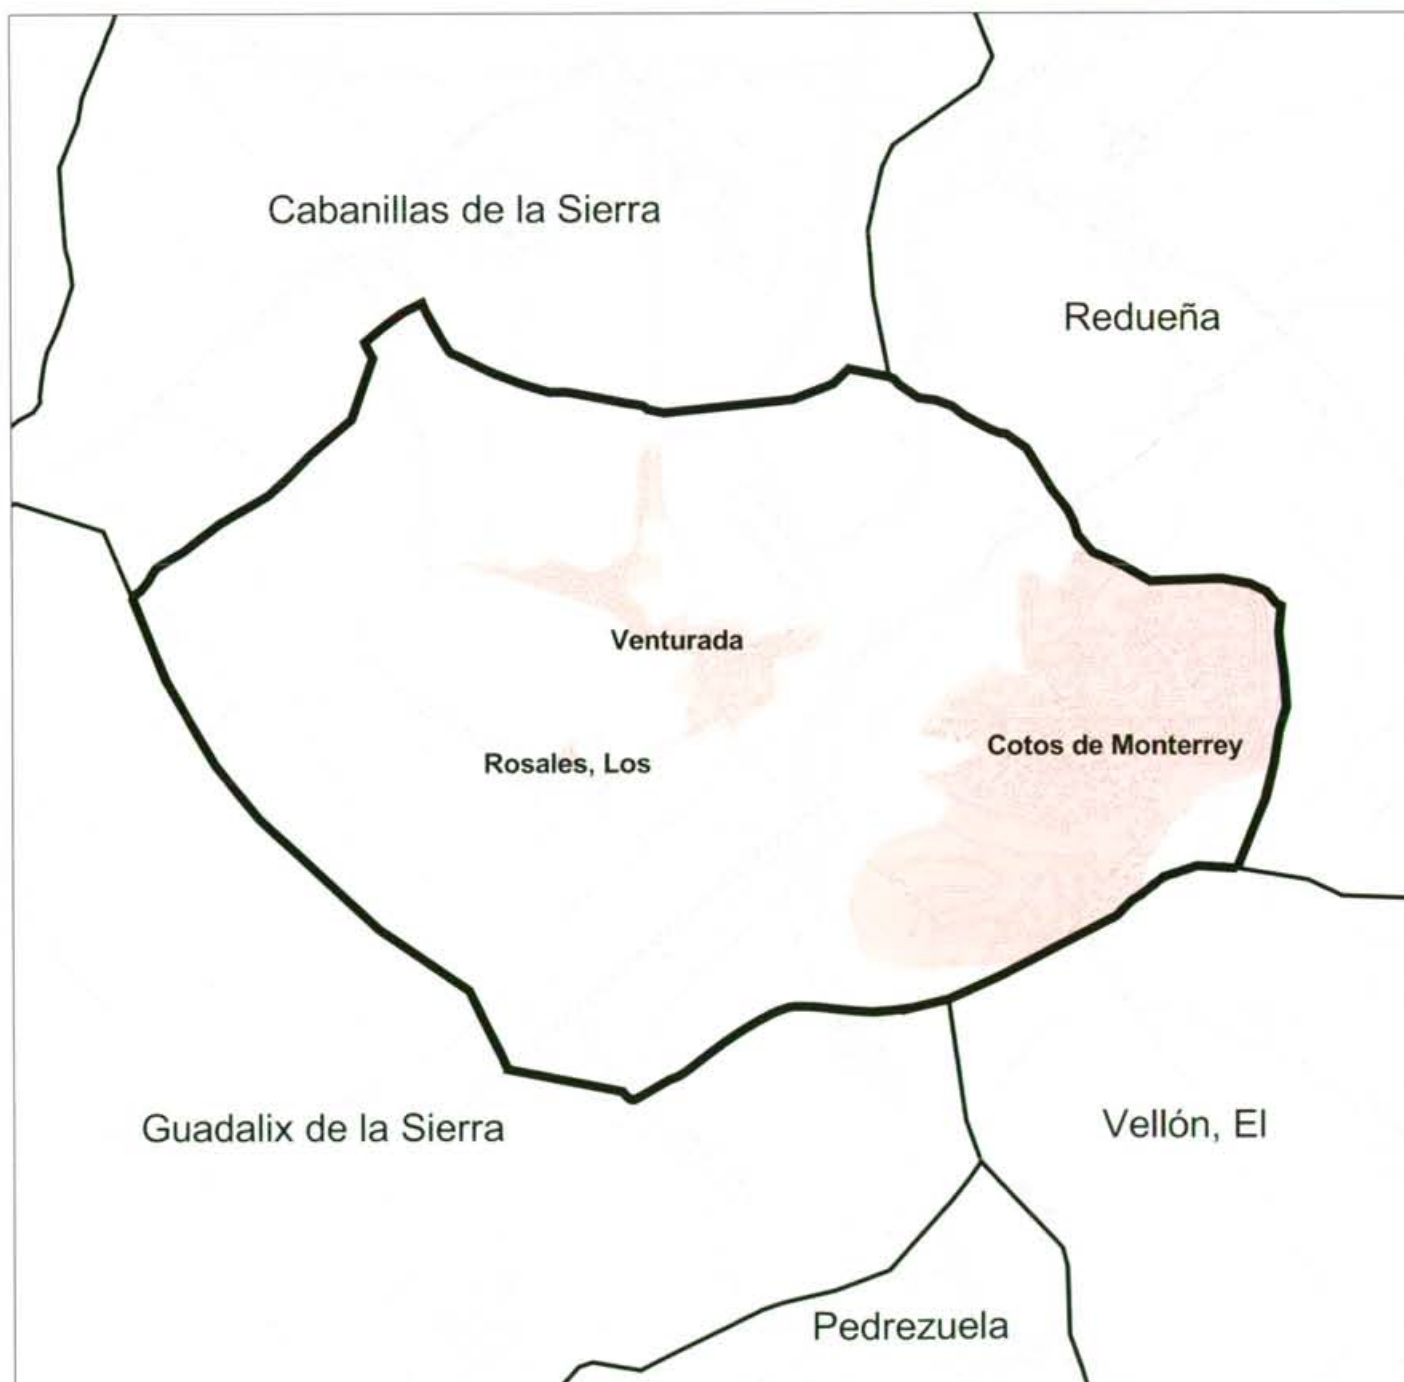 Cabanillas de la Sierra
Redueña
Venturada
Cotos de Monterrey
Rosales, Los
Guadalix de la Sierra
Vellón, El
Pedrezuela